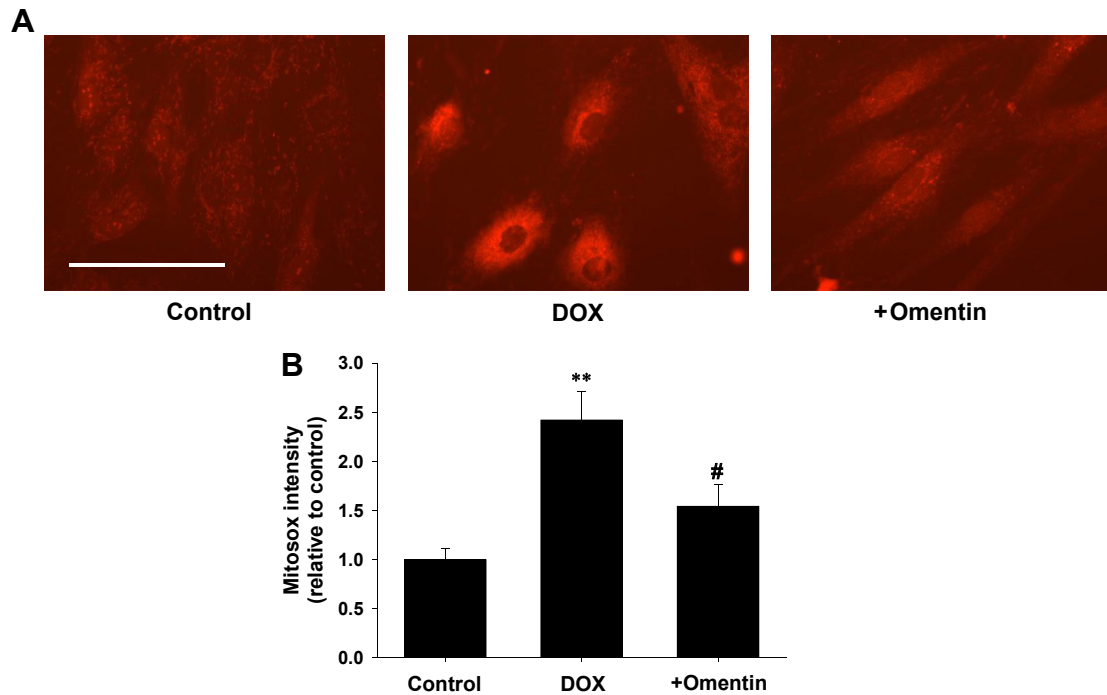 A
Control
DOX
+Omentin
B
Mitosox intensity
(relative to control)
3.0
2.5
2.0
1.5
1.0
0.5
0.0
**
#
Control
DOX
+Omentin